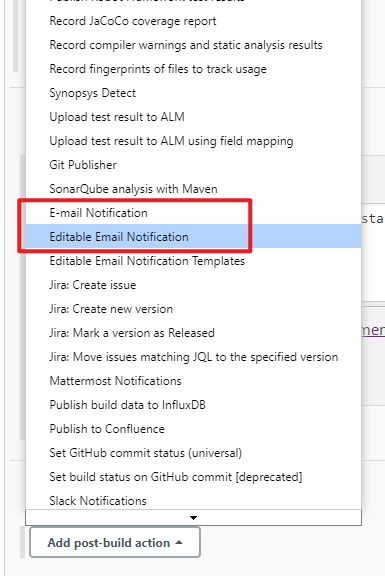 Publish Robot Framework test results
Record JaCoCo coverage report
Record compiler warnings and static analysis results
Record fingerprints of files to track usage
Synopsys Detect
Upload test result to ALM
Upload test result to ALM using field mapping
Git Publisher
SonarQube analysis with Maven
E-mail Notification
Editable Email Notification
Editable Email Notification Templates
Jira: Create issue
Jira: Create new version
Jira: Mark a version as Released
Jira: Move issues matching JQL to the specified version
Mattermost Notifications
Publish build data to InfluxDB
Publish to Confluence
Set GitHub commit status (universal)
Set build status on GitHub commit [deprecated]
Slack Notifications
Add post-build action